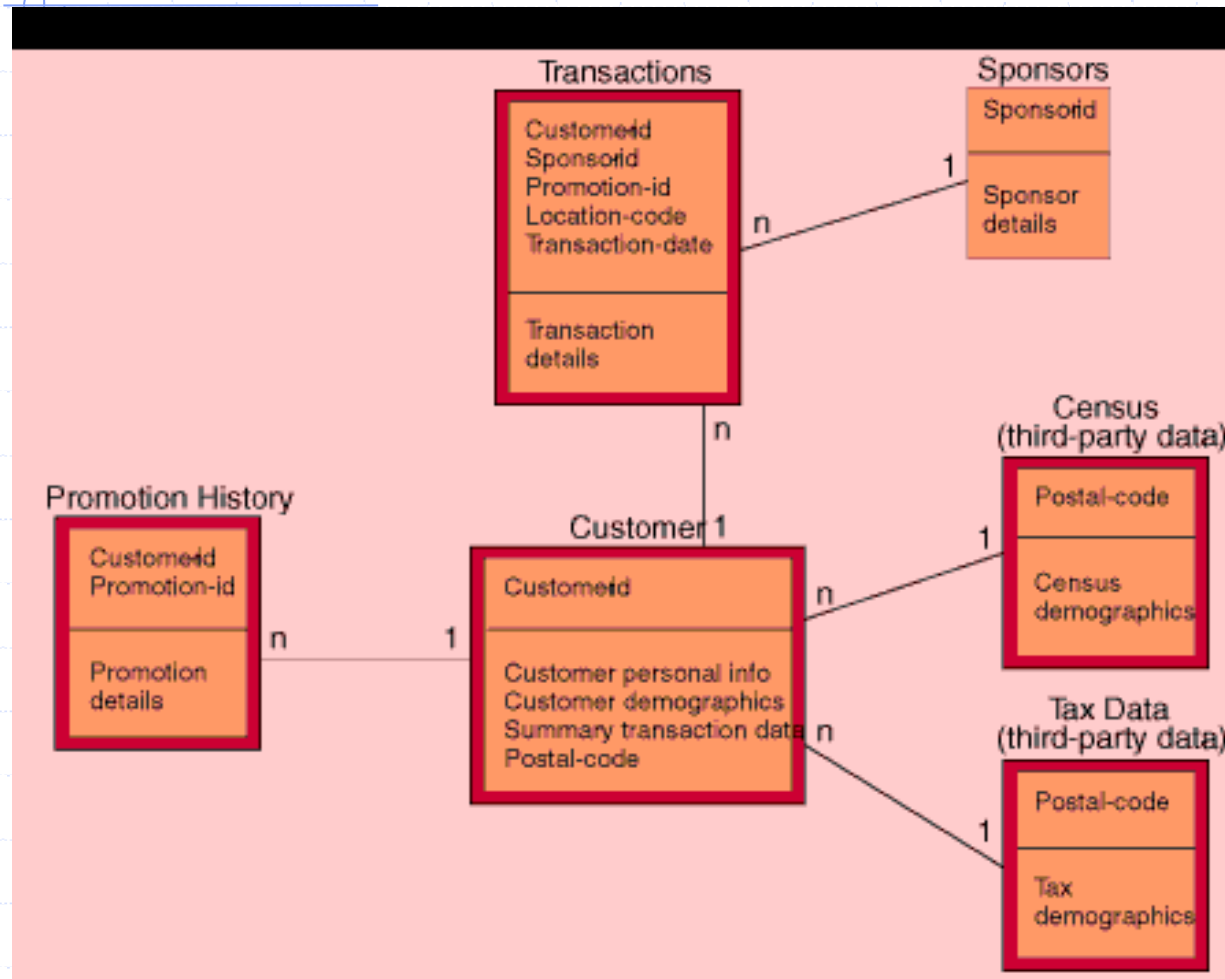 Transactions
Customerid
Sponsorid
Promotion-id
Location-code
Transaction-date
Transaction
details
Sponsors
Sponsorid
Sponsor
details
n
1
n
1
Census
(third-party data)
Postal-code
Census
demographics
Promotion History
Customerid
Promotion-id
Promotion
details
n
1
Customer
Customerid
Customer personal info
Customer demographics
Summary transaction data
Postal-code
n
1
n
1
Tax Data
(third-party data)
Postal-code
Tax
demographics